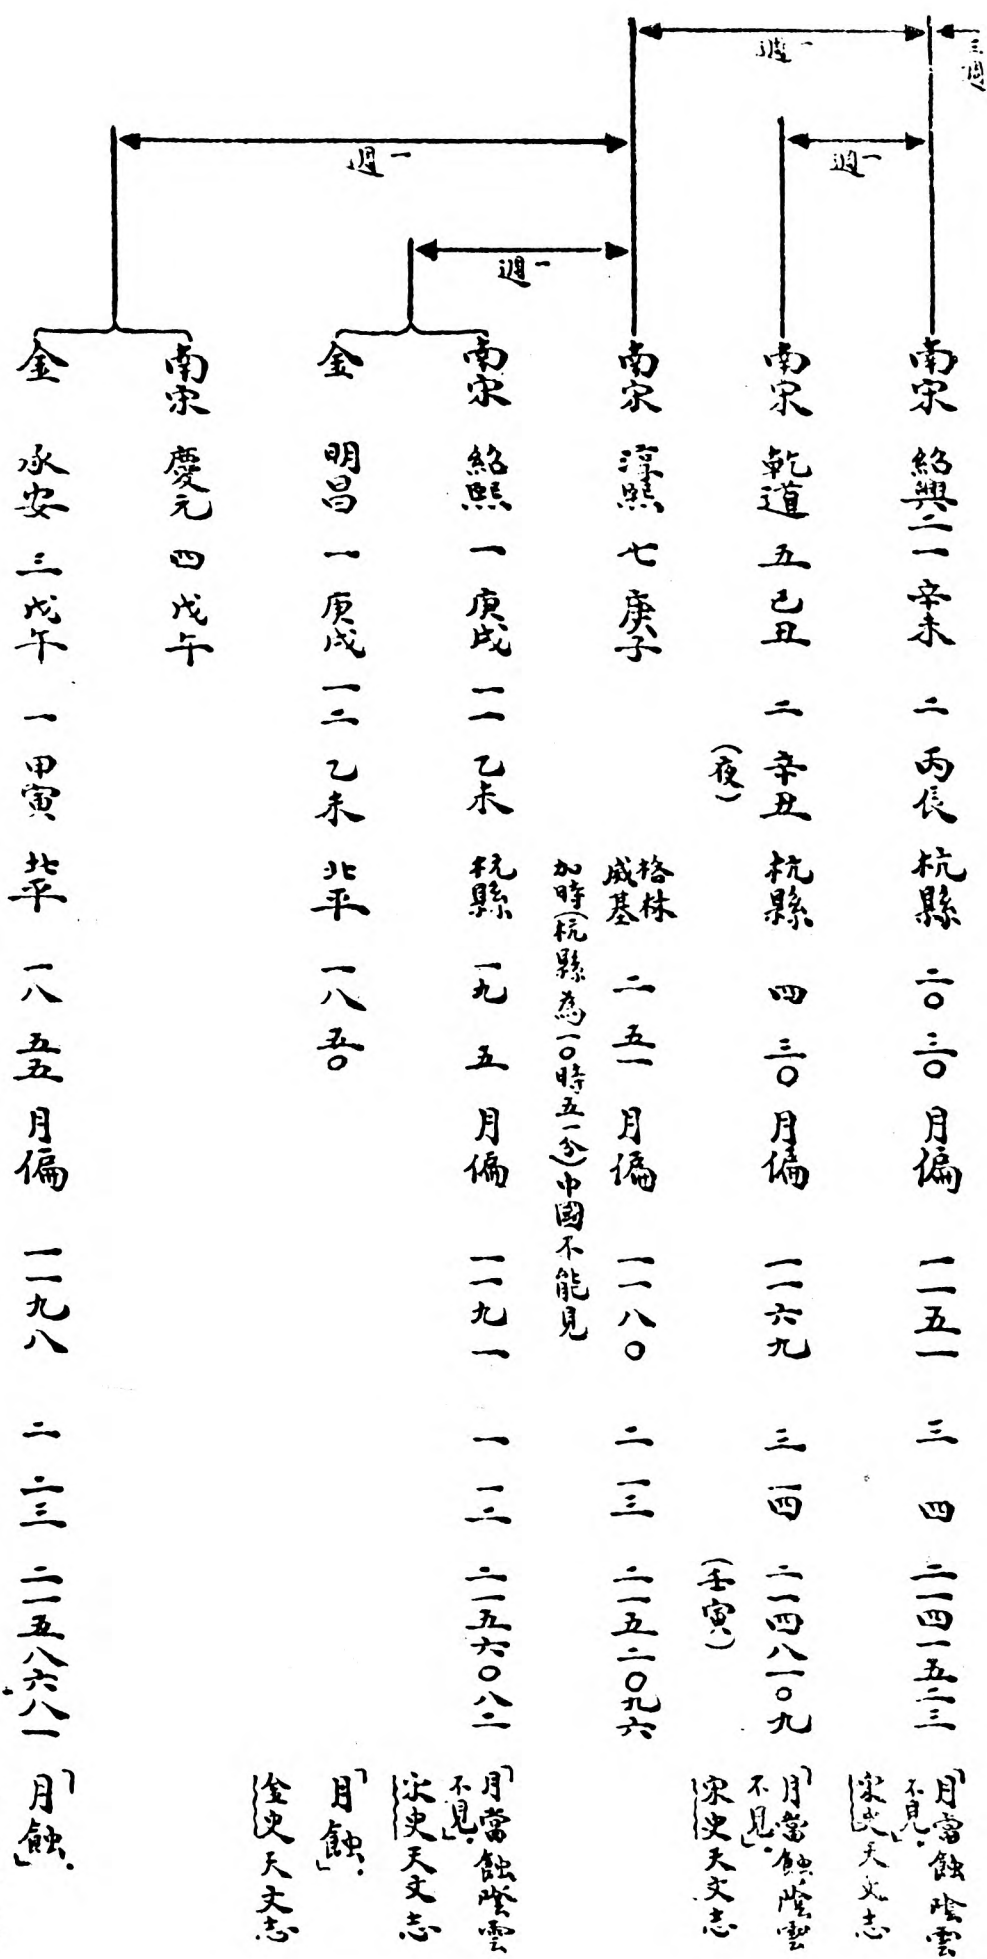 三週
一週
一週
一週
一週
南宋 紹興 二一 辛未 二 丙辰 杭縣 二〇 三〇 月偏 一一五一 三 四 二一四一五二三 「月當蝕陰雲
不見」。
宋史天文志
南宋 乾道 五 己丑 二 辛丑 杭縣 四 三〇 月偏 一一六九 三 一四 二一四八一〇九 「月當蝕陰雲
(夜) (壬寅) 不見」。
宋史天文志
南宋 淳熙 七 庚子 格林威基 二 五一 月偏 一一八〇 二 一三 二一五二〇九六
加時(杭縣為一〇時五一分)中國不能見
南宋 紹熙 一 庚戌 一二 乙未 杭縣 一九 五 月偏 一一九一 一 一二 二一五六〇八二 「月當蝕陰雲
不見」。
宋史天文志
金 明昌 一 庚戌 一二 乙未 北平 一八 五〇 「月蝕」。
金史天文志
南宋 慶元 四 戊午
金 承安 三 戊午 一 甲寅 北平 一八 五五 月偏 一一九八 二 二三 二一五八六八一 「月蝕」。